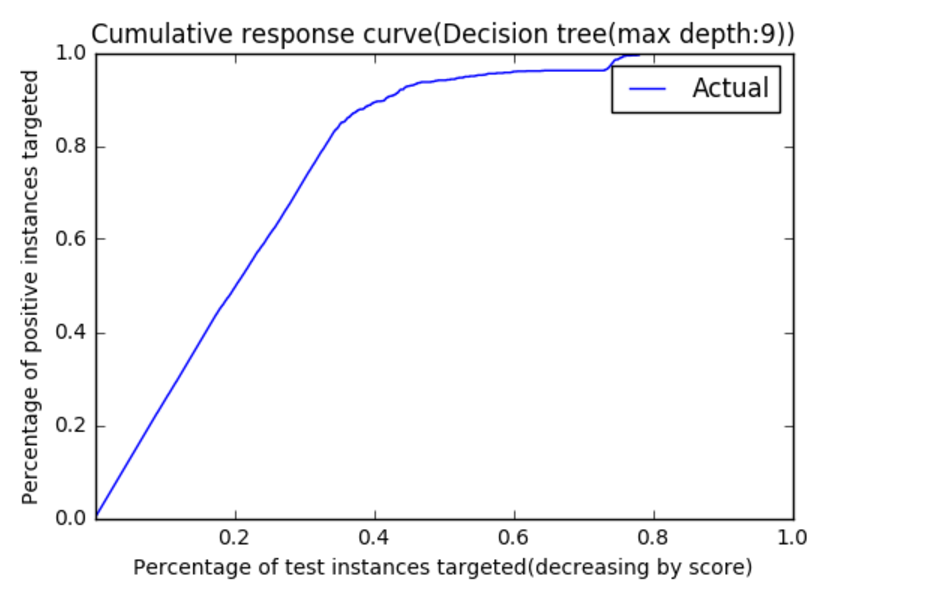 Cumulative response curve(Decision tree(max depth:9))
1.0
0.8
0.6
0.4
0.2
0.0
Percentage of positive instances targeted
Actual
0.2 0.4 0.6 0.8 1.0
Percentage of test instances targeted(decreasing by score)